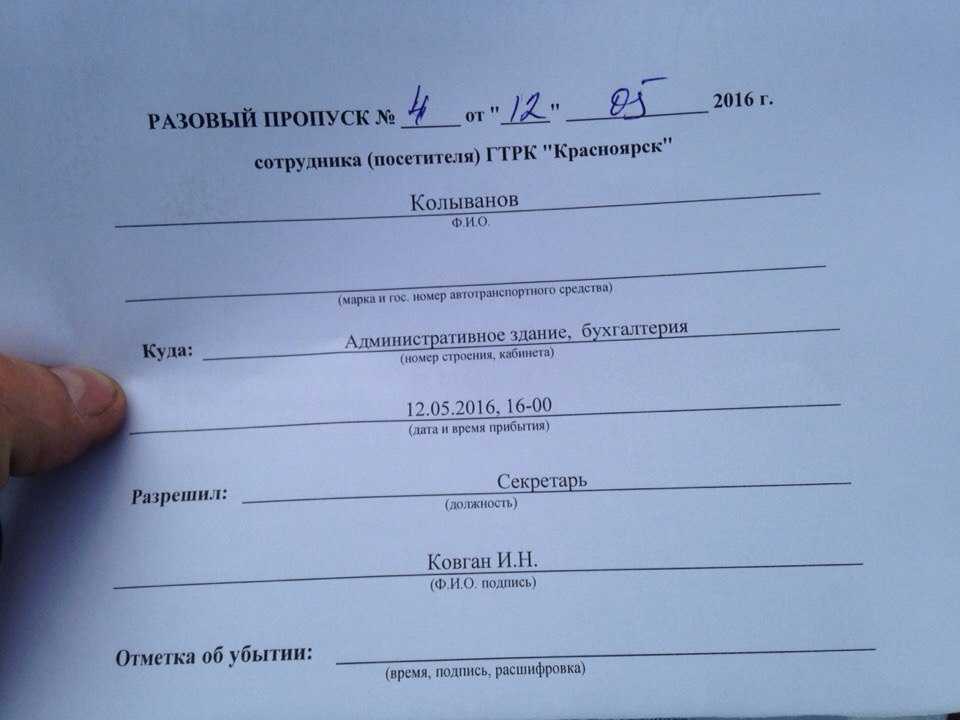 РАЗОВЫЙ ПРОПУСК № 4 от "12" 05 2016 г.
сотрудника (посетителя) ГТРК "Красноярск"
Колыванов
Ф.И.О.
(марка и гос. номер автотранспортного средства)
Куда: Административное здание, бухгалтерия
(номер строения, кабинета)
12.05.2016, 16-00
(дата и время прибытия)
Разрешил: Секретарь
(должность)
Ковган И.Н.
(Ф.И.О. подпись)
Отметка об убытии:
(время, подпись, расшифровка)